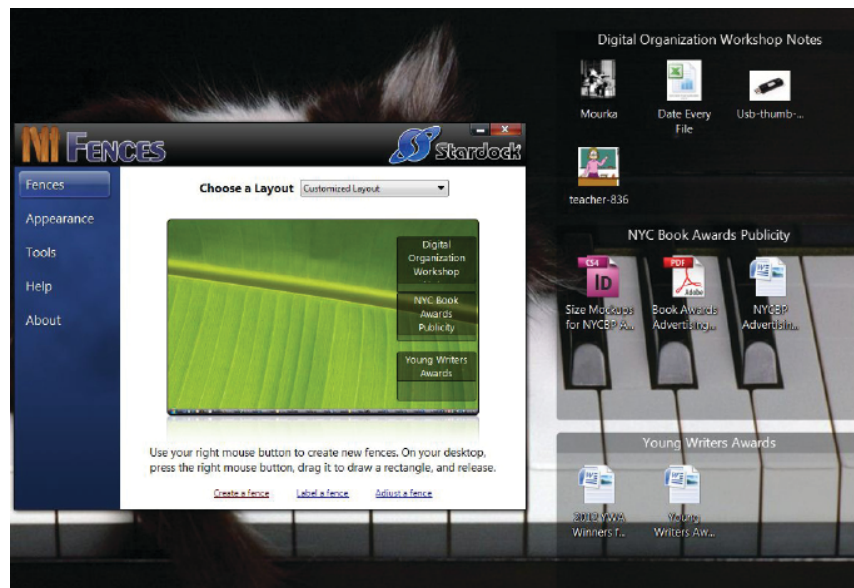 Digital Organization Workshop Notes
Mourka
Date Every
File
Usb-thumb-...
teacher-836
FENCES
Stardock
Fences
Appearance
Tools
Help
About
Choose a Layout
Customized Layout
Digital
Organization
Workshop
NYC Book
Awards
Publicity
Young Writers
Awards
Use your right mouse button to create new fences. On your desktop,
press the right mouse button, drag it to draw a rectangle, and release.
Create a fence
Label a fence
Adjust a fence
NYC Book Awards Publicity
CS4
ID
PDF
Adobe
Size Mockups
for NYCBP A...
Book Awards
Advertising...
NYCBP
Advertisin...
Young Writers Awards
2012 YWA
Winners f...
Young
Writers Aw...